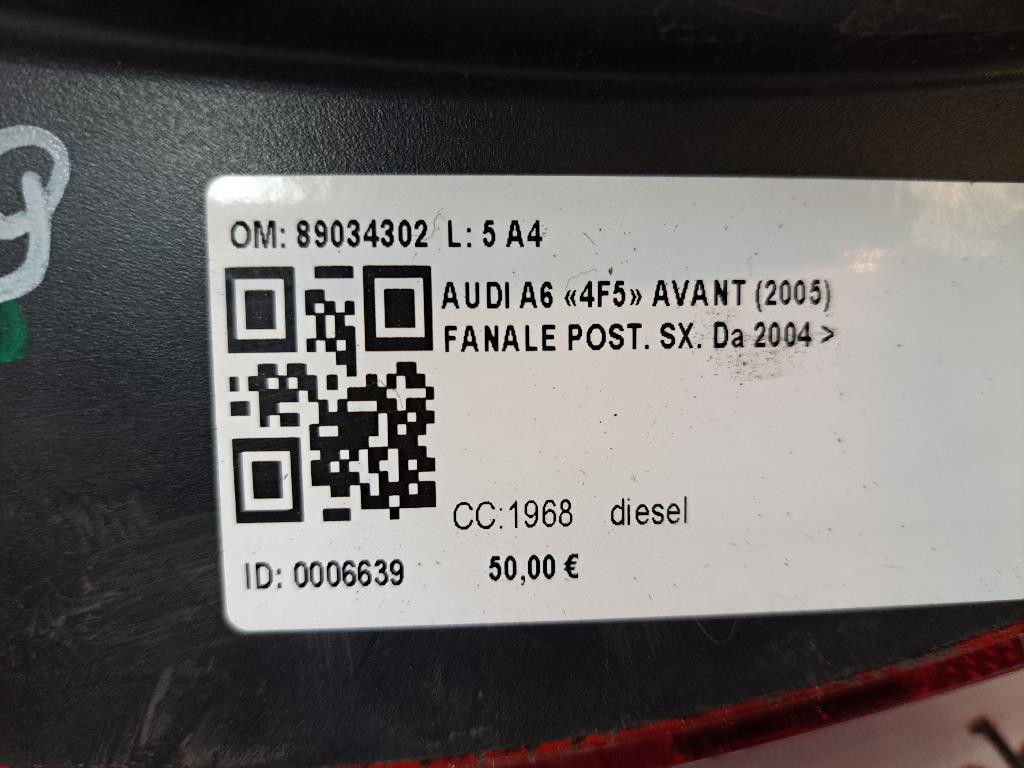 OM: 89034302 L: 5 A4
AUDI A6 «4F5» AVANT (2005)
FANALE POST. SX. Da 2004 >
CC:1968 diesel
ID: 0006639 50,00 €